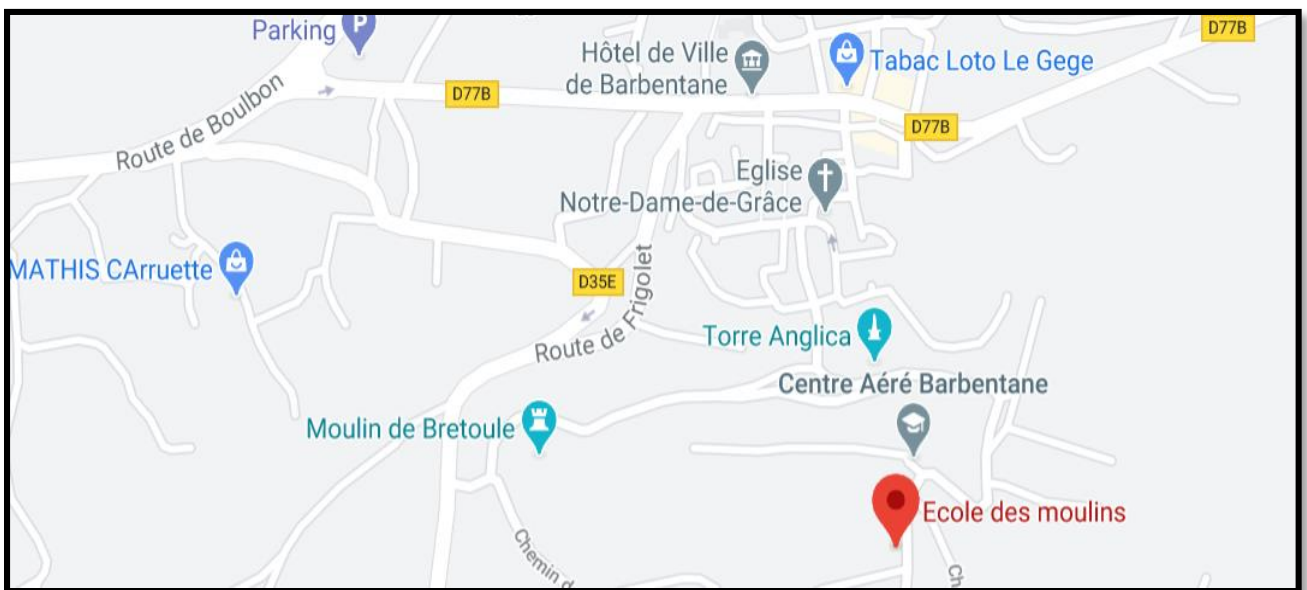 Parking
P
D77B
Hôtel de Ville
de Barbentane
Tabac Loto Le Gege
D77B
Route de Boulbon
D77B
Eglise
Notre-Dame-de-Grâce
MATHIS CArruette
D35E
Route de Frigolet
Torre Anglica
Centre Aéré Barbentane
Moulin de Bretoule
Ecole des moulins
Chemin d
Ch